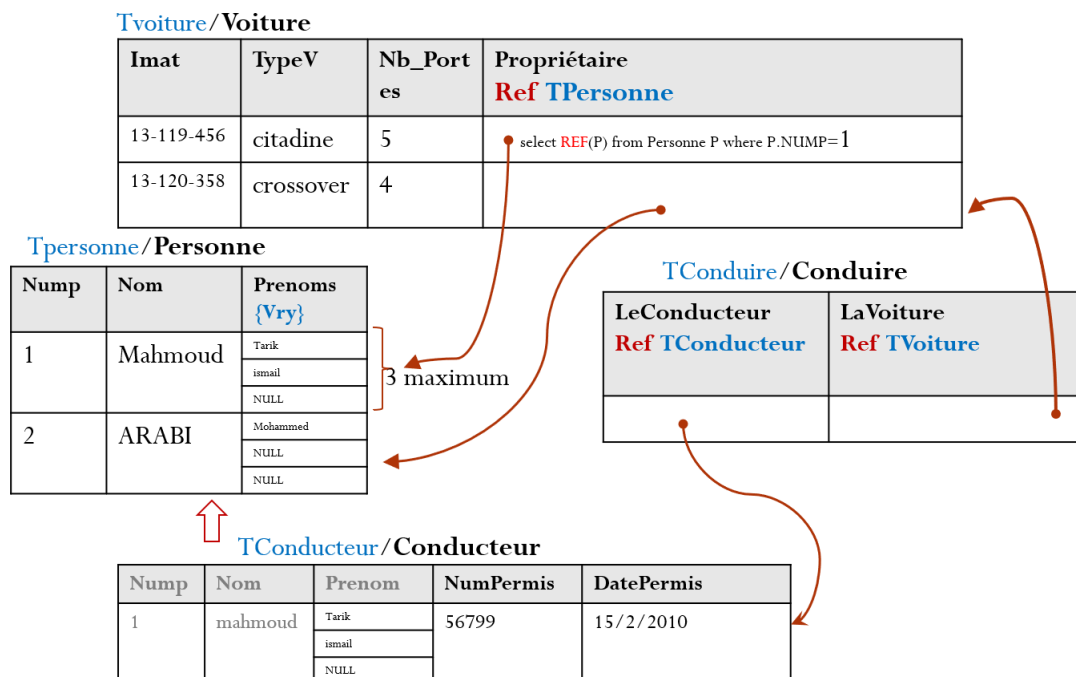 Tvoiture/Voiture
Imat TypeV Nb_Port Propriétaire
es Ref TPersonne
13-119-456 citadine 5 select REF(P) from Personne P where P.NUMP=1
13-120-358 crossover 4
Tpersonne/Personne
Nump Nom Prenoms
{Vry}
1 Mahmoud Tarik
ismail
NULL
3 maximum
2 ARABI Mohammed
NULL
NULL
TConduire/Conduire
LeConducteur LaVoiture
Ref TConducteur Ref TVoiture
TConducteur/Conducteur
Nump Nom Prenom NumPermis DatePermis
1 mahmoud Tarik 56799 15/2/2010
ismail
NULL